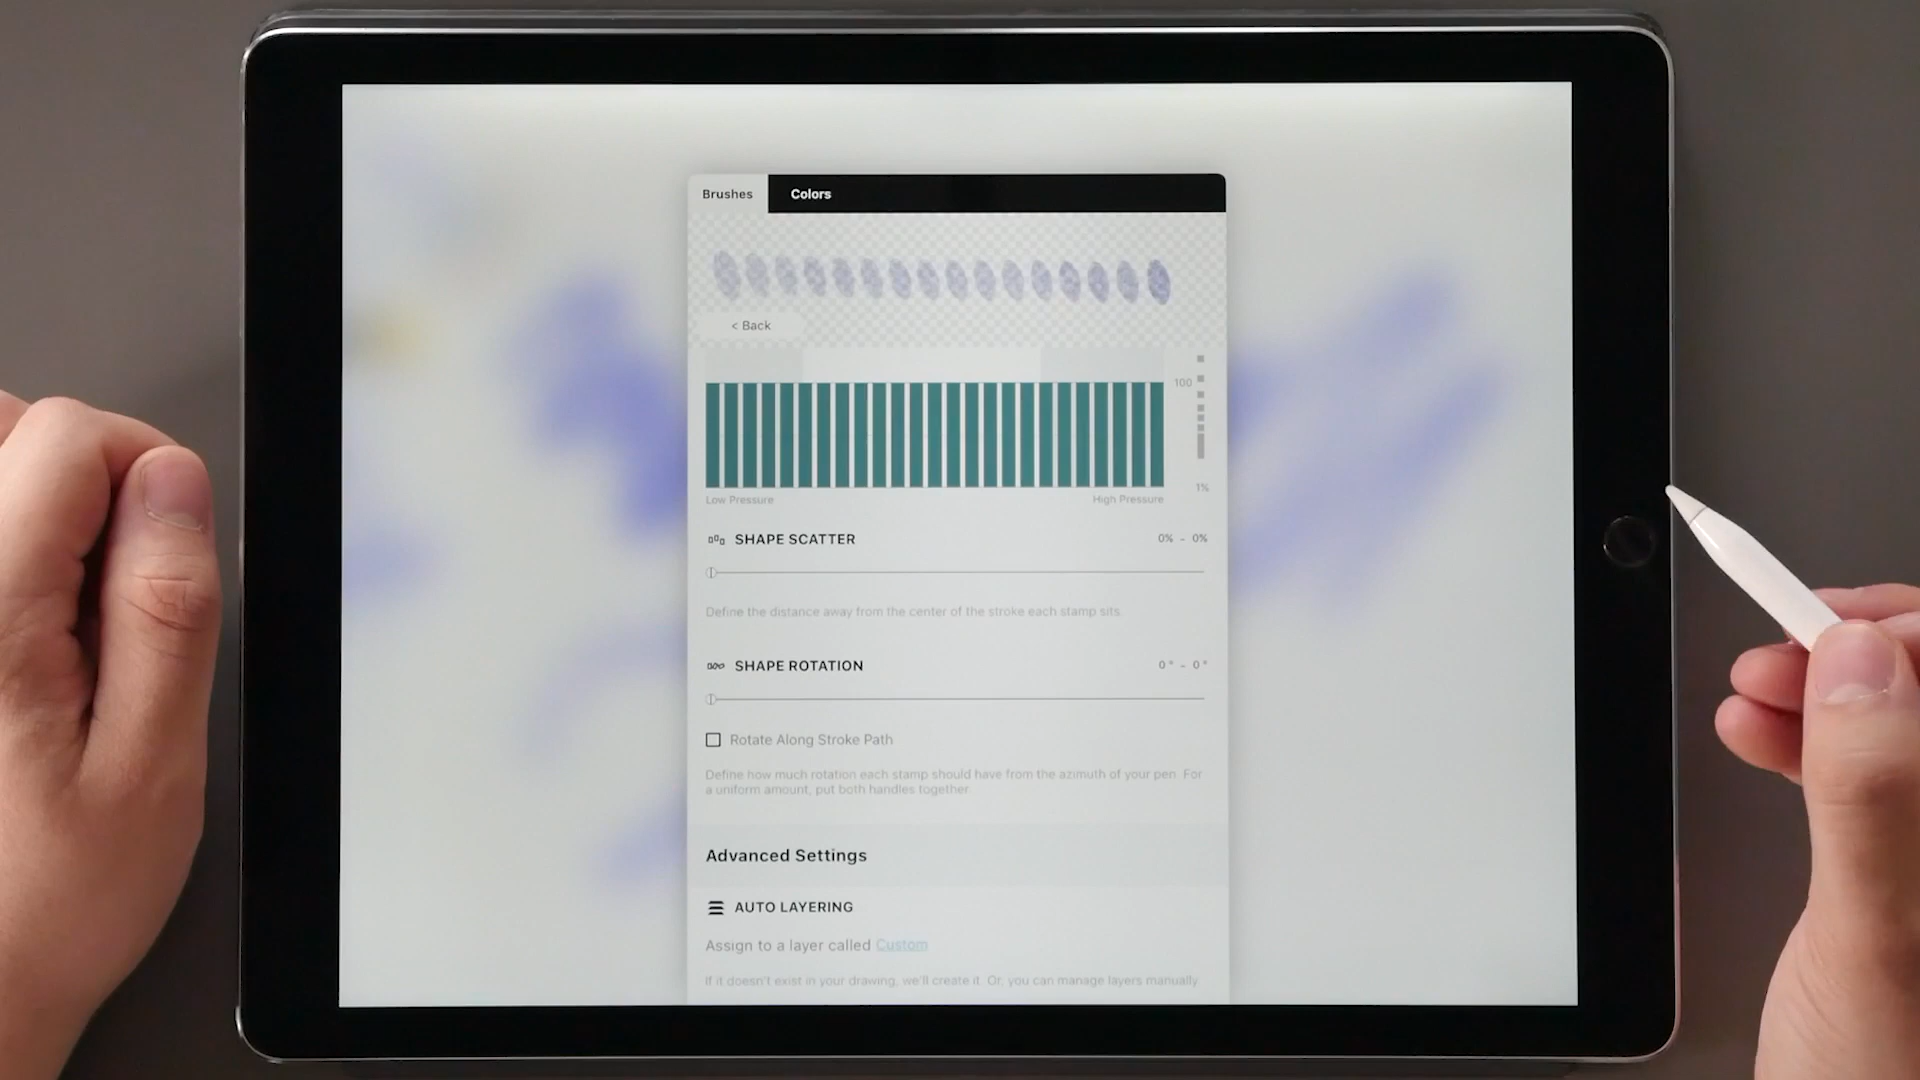 Brushes Colors
< Back
100
1%
Low Pressure High Pressure
SHAPE SCATTER 0% - 0%
Define the distance away from the center of the stroke each stamp sits.
SHAPE ROTATION 0° - 0°
Rotate Along Stroke Path
Define how much rotation each stamp should have from the azimuth of your pen. For
a uniform amount, put both handles together
Advanced Settings
AUTO LAYERING
Assign to a layer called Custom
If it doesn't exist in your drawing, we'll create it. Or, you can manage layers manually